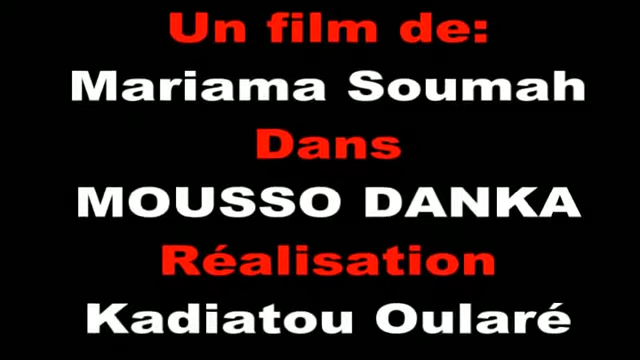 Un film de:
Mariama Soumah
Dans
MOUSSO DANKA
Réalisation
Kadiatou Oularé